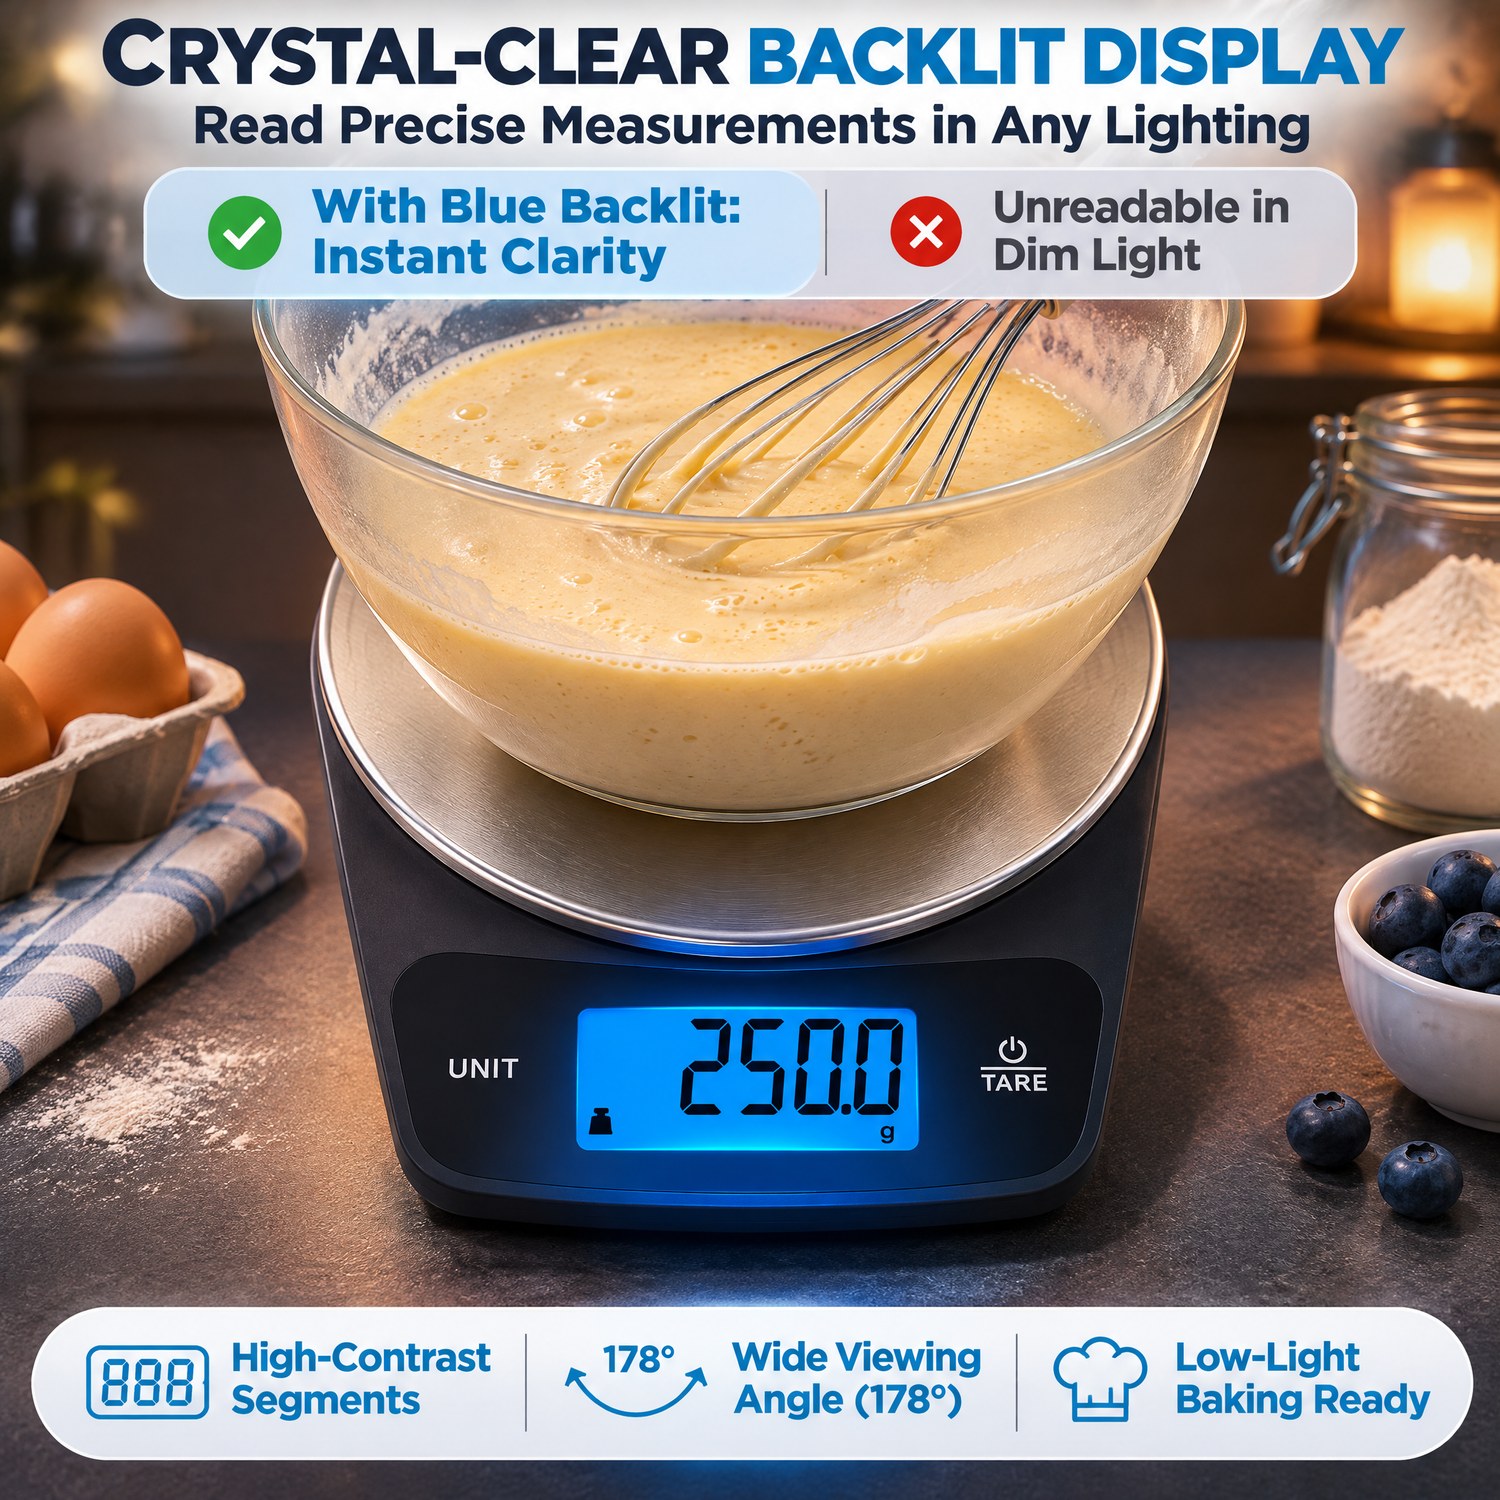 CRYSTAL-CLEAR BACKLIT DISPLAY
Read Precise Measurements in Any Lighting
With Blue Backlit:
Instant Clarity
Unreadable in
Dim Light
UNIT
250.0
g
TARE
888
High-Contrast
Segments
178°
Wide Viewing
Angle (178°)
Low-Light
Baking Ready